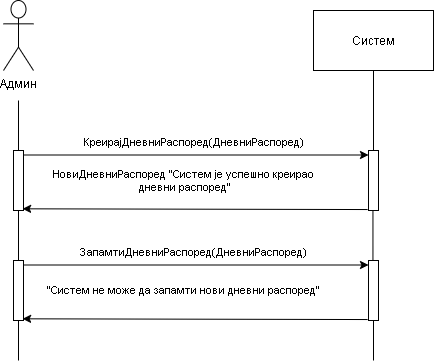 Систем
Админ
КреирајДневниРаспоред(ДневниРаспоред)
НовиДневниРаспоред "Систем је успешно креирао
дневни распоред"
ЗапамтиДневниРаспоред(ДневниРаспоред)
"Систем не може да запамти нови дневни распоред"